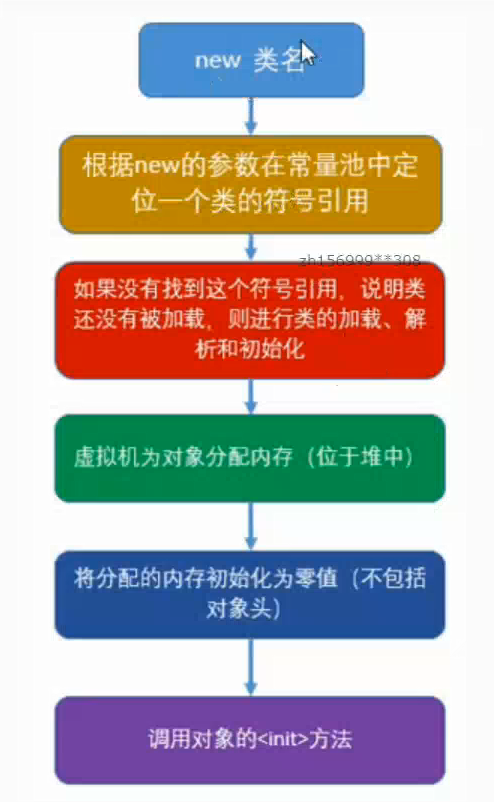 new 类名
根据new的参数在常量池中定
位一个类的符号引用
zh156999**308
如果没有找到这个符号引用，说明类
还没有被加载，则进行类的加载、解
析和初始化
虚拟机为对象分配内存（位于堆中）
将分配的内存初始化为零值（不包括
对象头）
调用对象的<init>方法